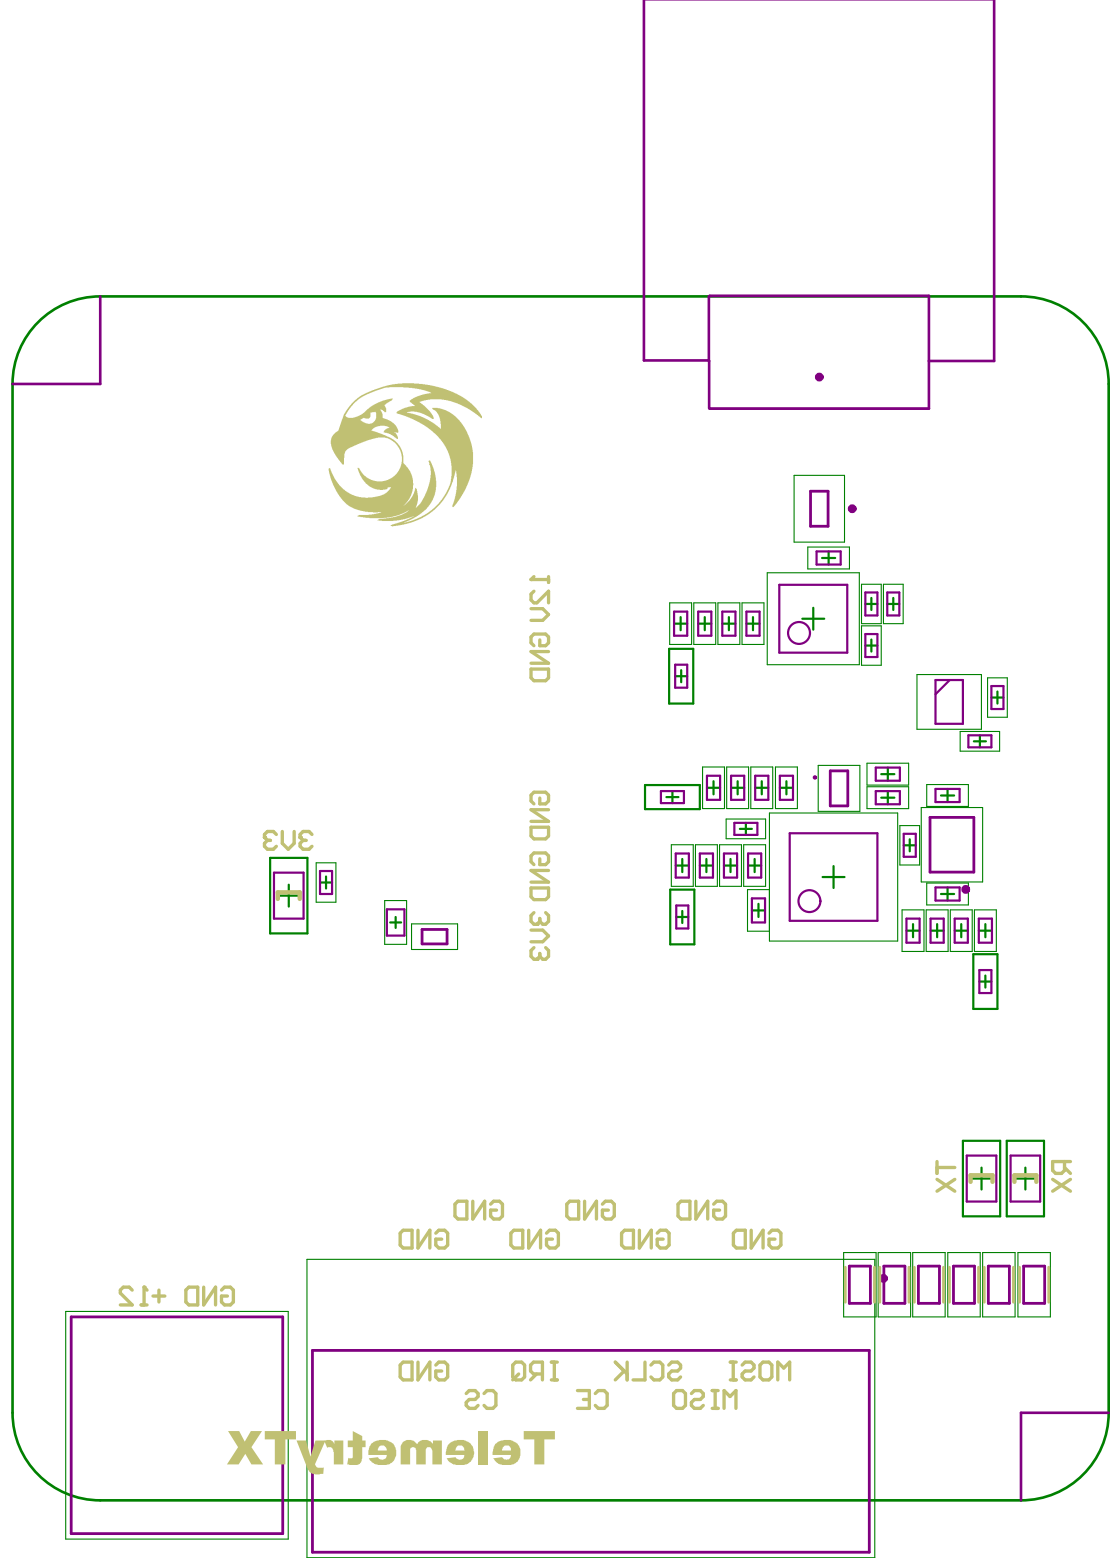 12V GND
GND GND 3V3
3V3
TX
RX
GND GND GND
GND GND GND GND
+12 GND
GND IRQ SCLK MOSI
CS CE MISO
TelemetryTX